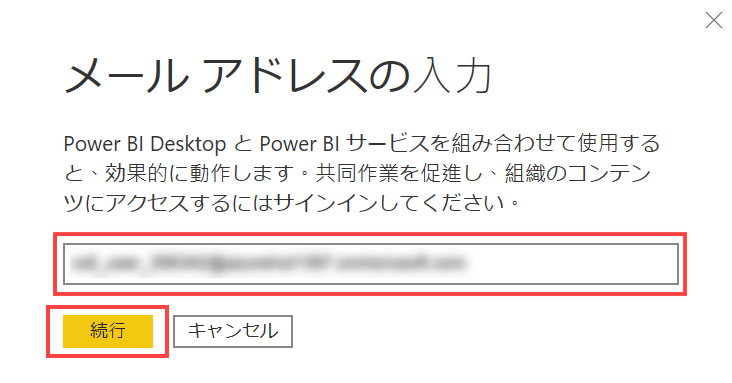 メール アドレスの入力
Power BI Desktop と Power BI サービスを組み合わせて使用する
と、効果的に動作します。共同作業を促進し、組織のコンテン
ツにアクセスするにはサインインしてください。
続行 キャンセル